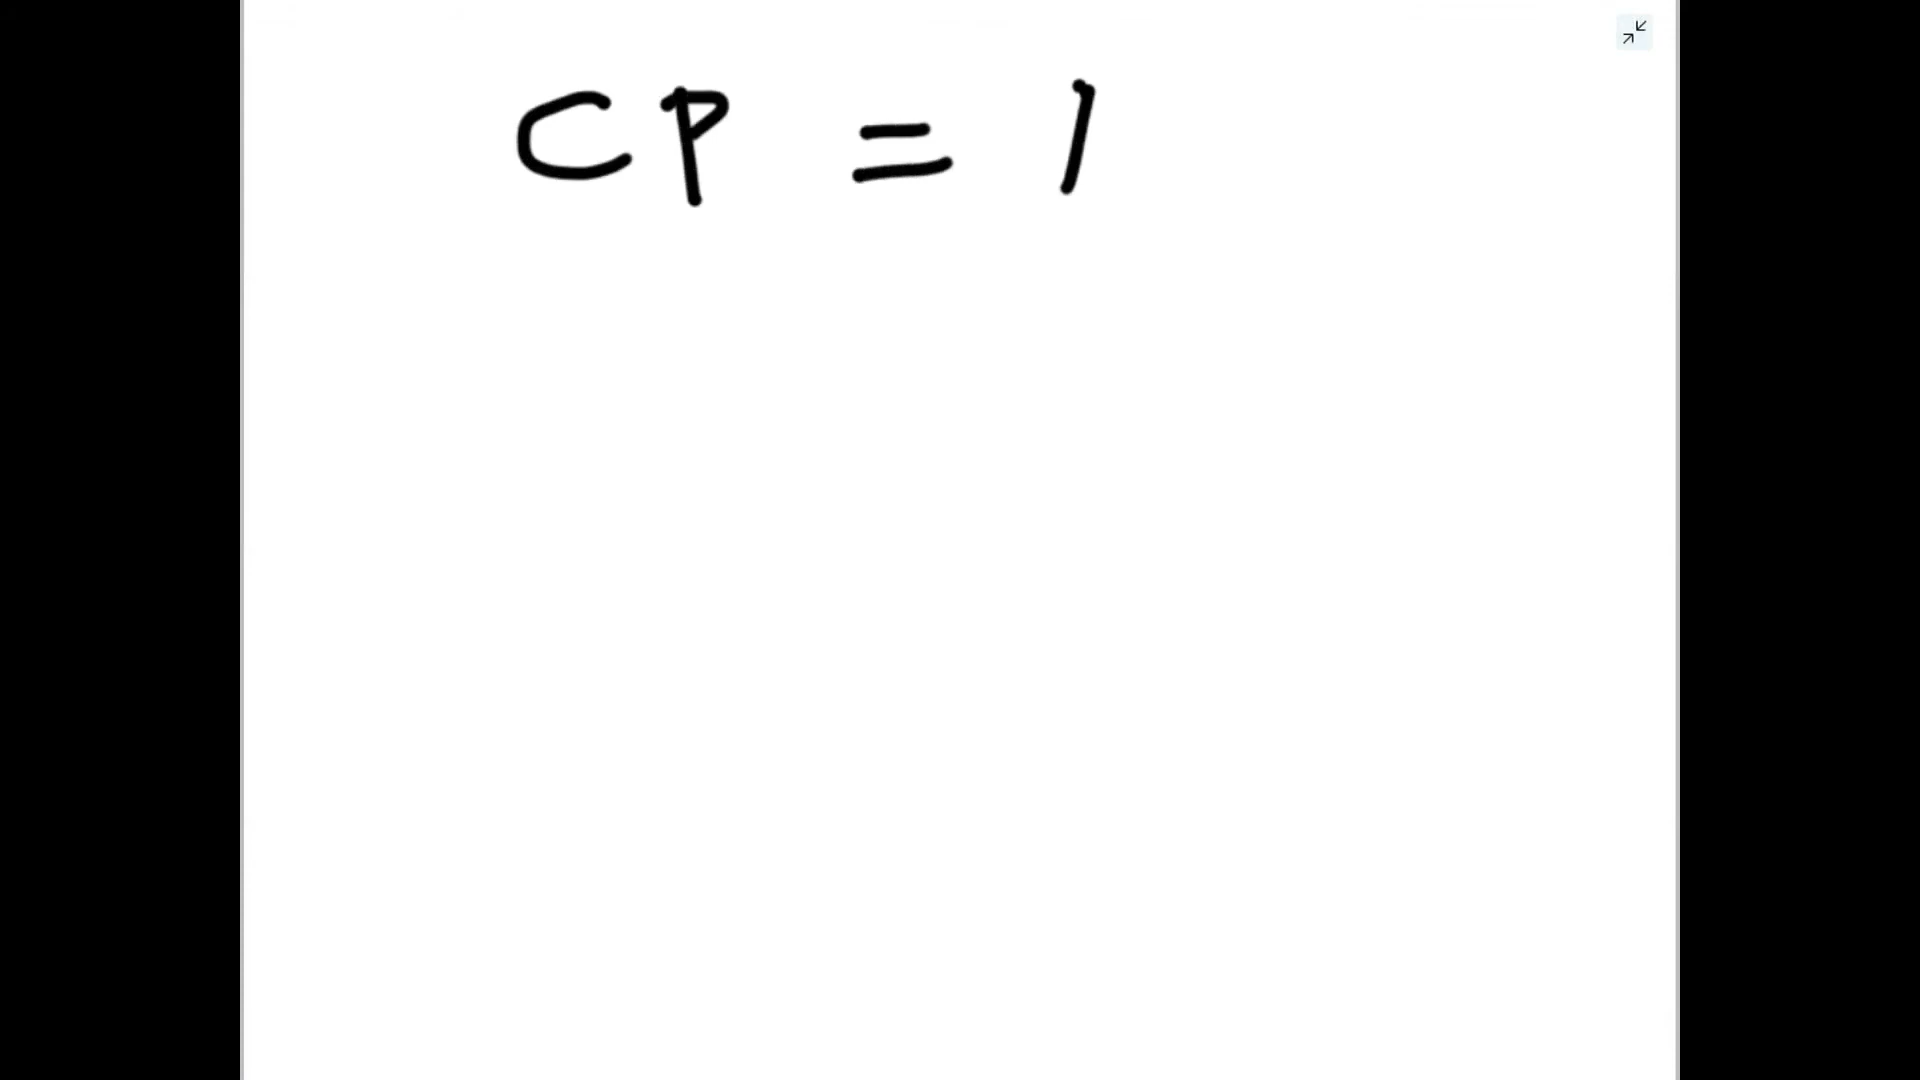 CP = 1